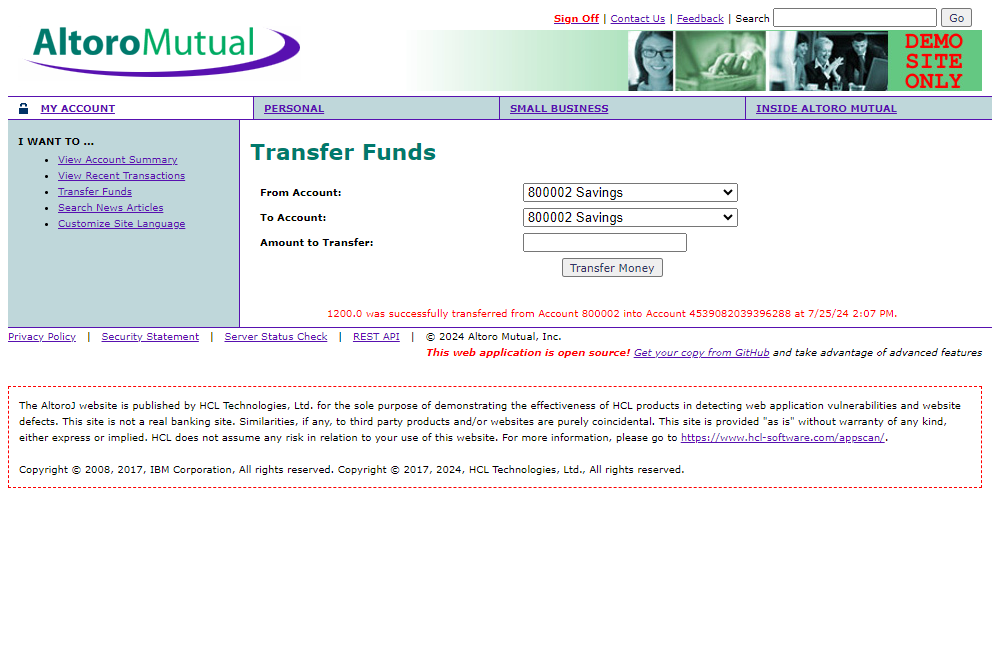 Sign Off | Contact Us | Feedback | Search Go
AltoroMutual
DEMO
SITE
ONLY
MY ACCOUNT PERSONAL SMALL BUSINESS INSIDE ALTORO MUTUAL
I WANT TO ...
• View Account Summary
• View Recent Transactions
• Transfer Funds
• Search News Articles
• Customize Site Language
Transfer Funds
From Account: 800002 Savings
To Account: 800002 Savings
Amount to Transfer:
Transfer Money
1200.0 was successfully transferred from Account 800002 into Account 4539082039396288 at 7/25/24 2:07 PM.
Privacy Policy | Security Statement | Server Status Check | REST API | © 2024 Altoro Mutual, Inc.
This web application is open source! Get your copy from GitHub and take advantage of advanced features
The AltoroJ website is published by HCL Technologies, Ltd. for the sole purpose of demonstrating the effectiveness of HCL products in detecting web application vulnerabilities and website
defects. This site is not a real banking site. Similarities, if any, to third party products and/or websites are purely coincidental. This site is provided "as is" without warranty of any kind,
either express or implied. HCL does not assume any risk in relation to your use of this website. For more information, please go to https://www.hcl-software.com/appscan/.
Copyright © 2008, 2017, IBM Corporation, All rights reserved. Copyright © 2017, 2024, HCL Technologies, Ltd., All rights reserved.